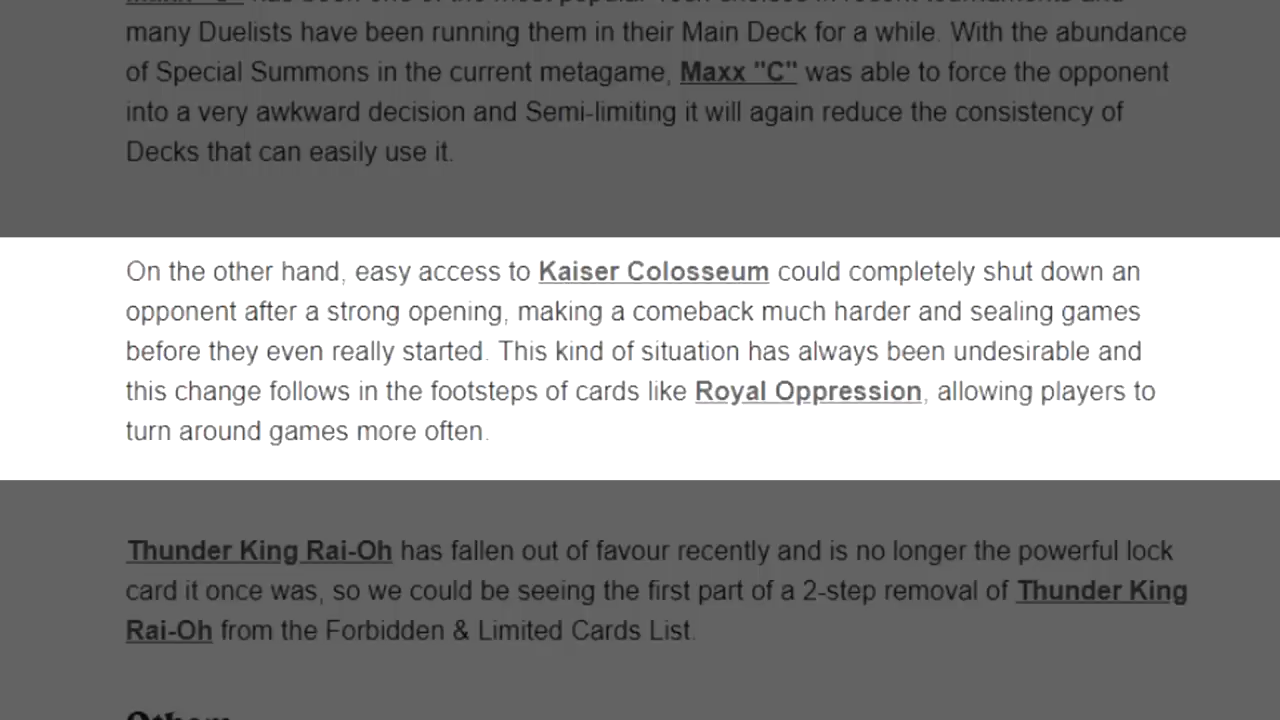 many Duelists have been running them in their Main Deck for a while. With the abundance
of Special Summons in the current metagame, Maxx "C" was able to force the opponent
into a very awkward decision and Semi-limiting it will again reduce the consistency of
Decks that can easily use it.
On the other hand, easy access to Kaiser Colosseum could completely shut down an
opponent after a strong opening, making a comeback much harder and sealing games
before they even really started. This kind of situation has always been undesirable and
this change follows in the footsteps of cards like Royal Oppression, allowing players to
turn around games more often.
Thunder King Rai-Oh has fallen out of favour recently and is no longer the powerful lock
card it once was, so we could be seeing the first part of a 2-step removal of Thunder King
Rai-Oh from the Forbidden & Limited Cards List.